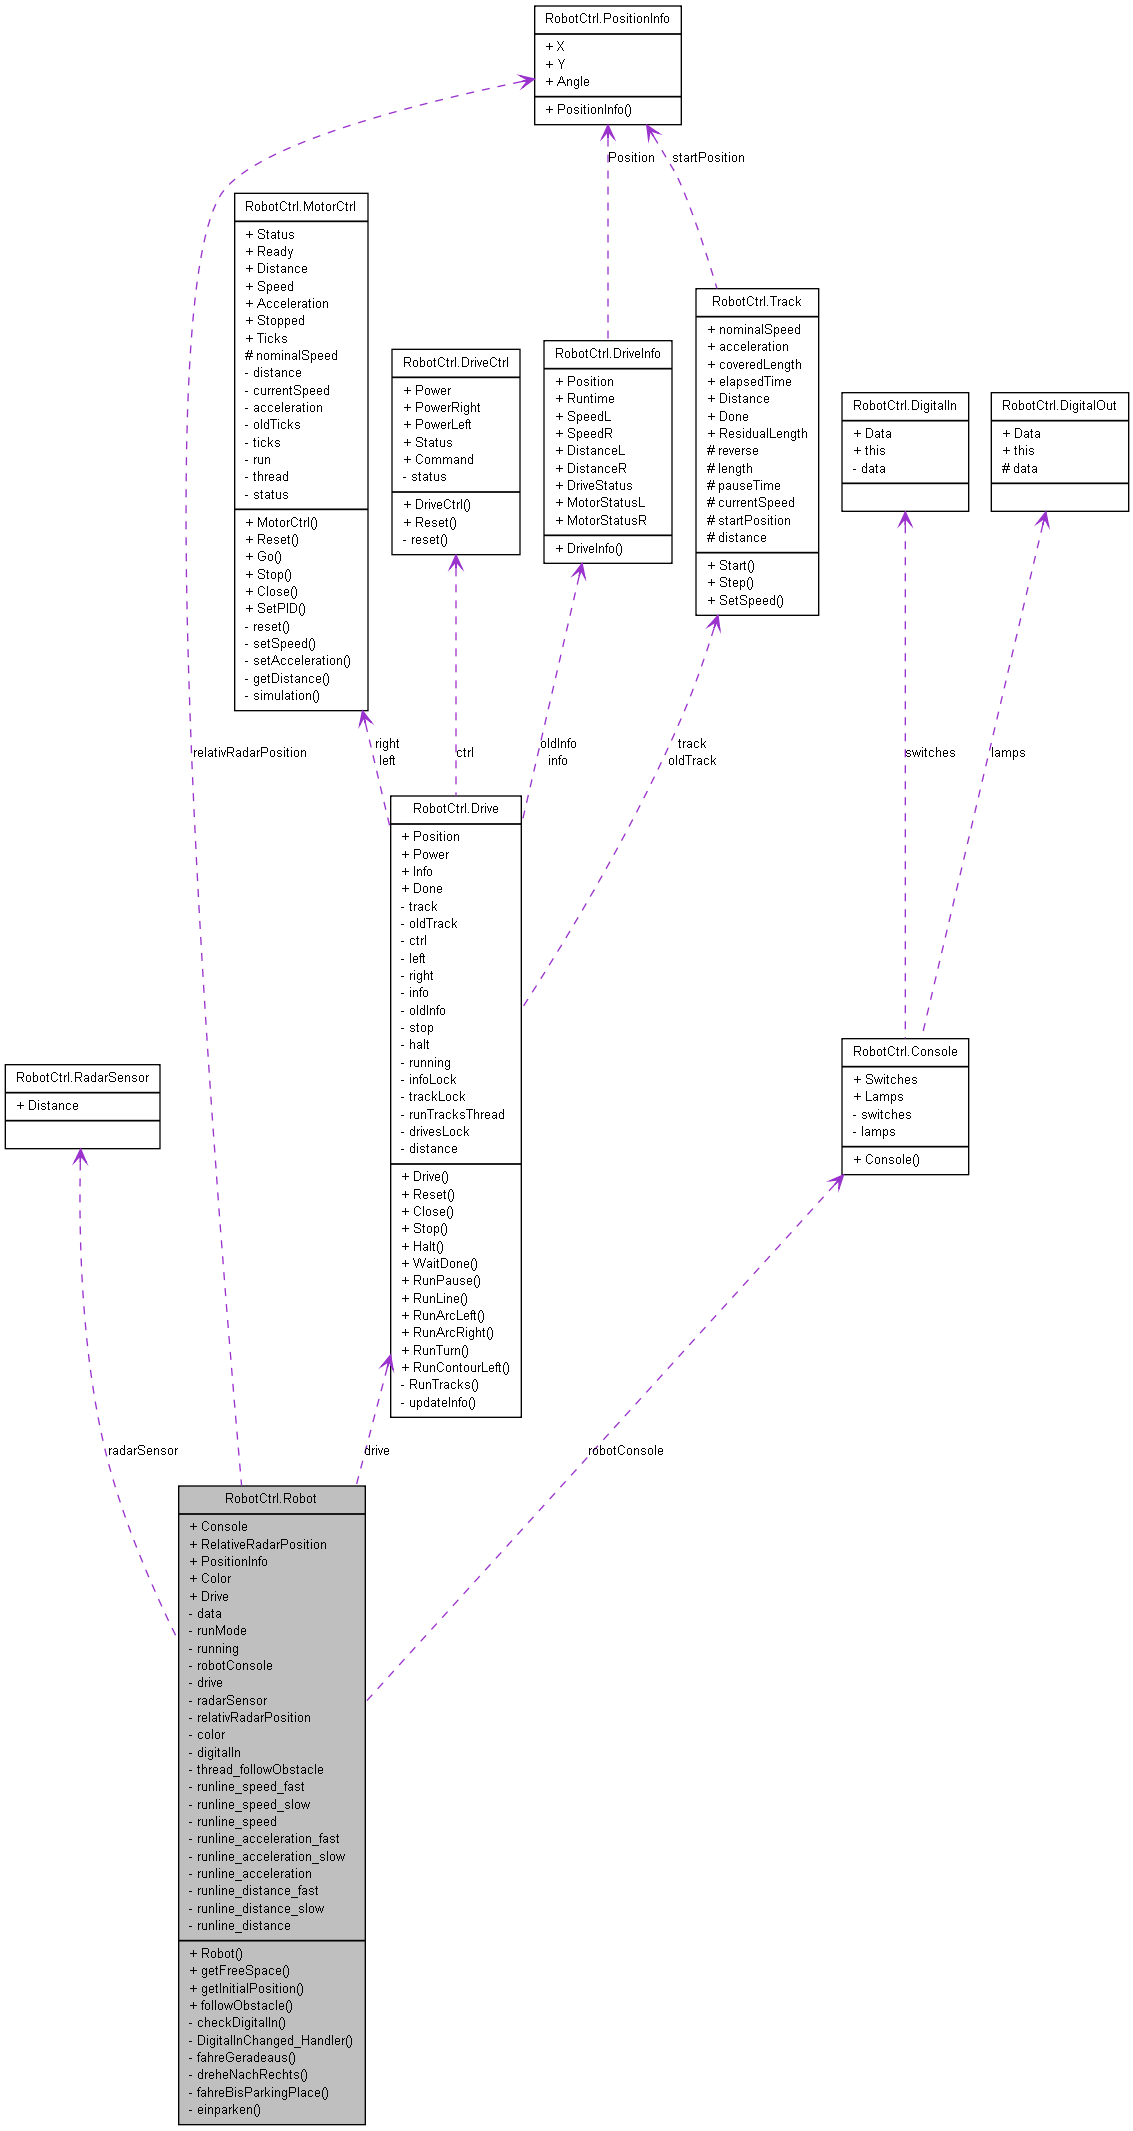 RobotCtrl.PositionInfo
+ X
+ Y
+ Angle
+ PositionInfo()
Position
startPosition
RobotCtrl.MotorCtrl
+ Status
+ Ready
+ Distance
+ Speed
+ Acceleration
+ Stopped
+ Ticks
# nominalSpeed
- distance
- currentSpeed
- acceleration
- oldTicks
- ticks
- run
- thread
- status
+ MotorCtrl()
+ Reset()
+ Go()
+ Stop()
+ Close()
+ SetPID()
- reset()
- setSpeed()
- setAcceleration()
- getDistance()
- simulation()
RobotCtrl.DriveCtrl
+ Power
+ PowerRight
+ PowerLeft
+ Status
+ Command
- status
+ DriveCtrl()
+ Reset()
- reset()
RobotCtrl.DriveInfo
+ Position
+ Runtime
+ SpeedL
+ SpeedR
+ DistanceL
+ DistanceR
+ DriveStatus
+ MotorStatusL
+ MotorStatusR
+ DriveInfo()
RobotCtrl.Track
+ nominalSpeed
+ acceleration
+ coveredLength
+ elapsedTime
+ Distance
+ Done
+ ResidualLength
# reverse
# length
# pauseTime
# currentSpeed
# startPosition
# distance
+ Start()
+ Step()
+ SetSpeed()
RobotCtrl.DigitalIn
+ Data
+ this
- data
RobotCtrl.DigitalOut
+ Data
+ this
# data
relativRadarPosition
right
left
ctrl
oldInfo
info
track
oldTrack
switches
lamps
RobotCtrl.Drive
+ Position
+ Power
+ Info
+ Done
- track
- oldTrack
- ctrl
- left
- right
- info
- oldInfo
- stop
- halt
- running
- infoLock
- trackLock
- runTracksThread
- drivesLock
- distance
+ Drive()
+ Reset()
+ Close()
+ Stop()
+ Halt()
+ WaitDone()
+ RunPause()
+ RunLine()
+ RunArcLeft()
+ RunArcRight()
+ RunTurn()
+ RunContourLeft()
- RunTracks()
- updateInfo()
RobotCtrl.Console
+ Switches
+ Lamps
- switches
- lamps
+ Console()
RobotCtrl.RadarSensor
+ Distance
radarSensor
drive
robotConsole
RobotCtrl.Robot
+ Console
+ RelativeRadarPosition
+ PositionInfo
+ Color
+ Drive
- data
- runMode
- running
- robotConsole
- drive
- radarSensor
- relativRadarPosition
- color
- digitalIn
- thread_followObstacle
- runline_speed_fast
- runline_speed_slow
- runline_speed
- runline_acceleration_fast
- runline_acceleration_slow
- runline_acceleration
- runline_distance_fast
- runline_distance_slow
- runline_distance
+ Robot()
+ getFreeSpace()
+ getInitialPosition()
+ followObstacle()
- checkDigitalIn()
- DigitalInChanged_Handler()
- fahreGeradeaus()
- dreheNachRechts()
- fahreBisParkingPlace()
- einparken()